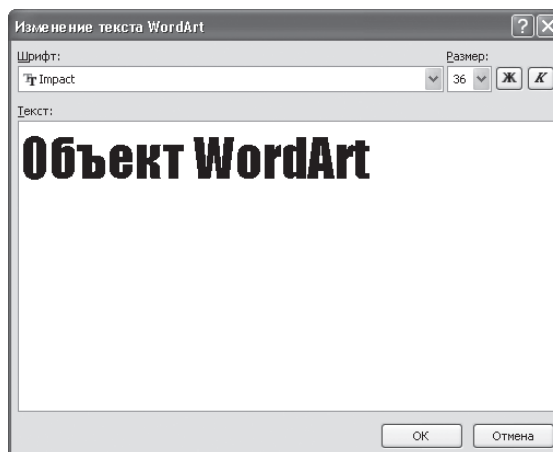 Изменение текста WordArt
Шрифт: Размер:
Impact 36 Ж К
Текст:
Объект WordArt
ОК Отмена